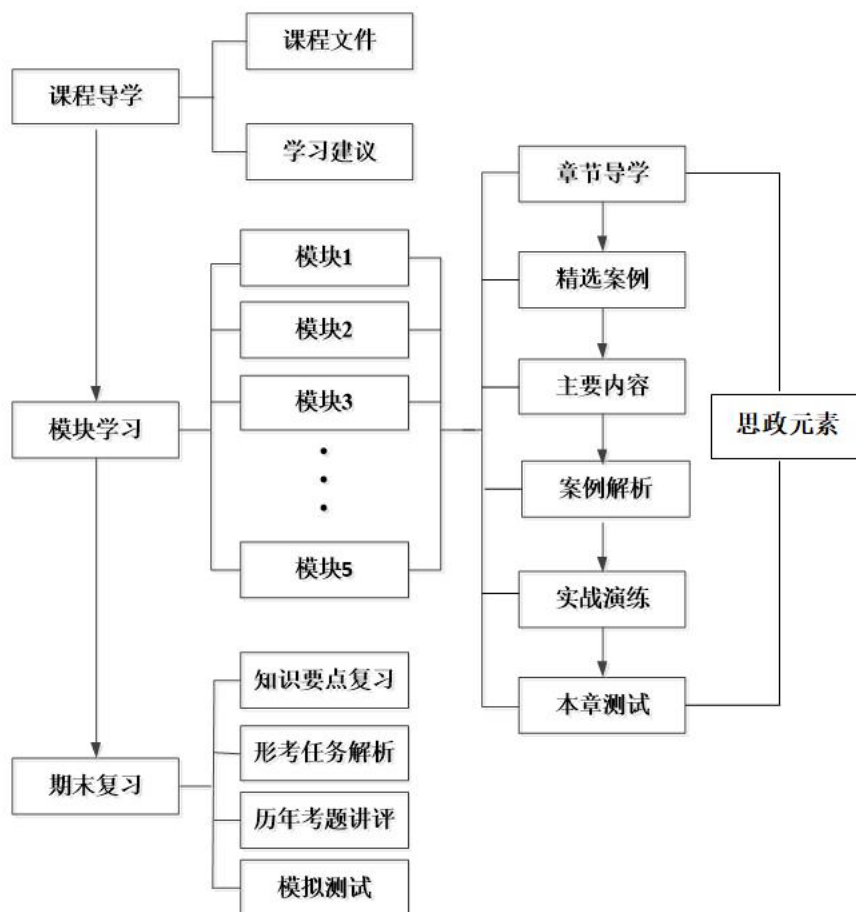 课程文件
课程导学
学习建议
章节导学
模块1
精选案例
模块2
主要内容
模块3
模块学习
思政元素
案例解析
模块5
实战演练
知识要点复习
本章测试
形考任务解析
期末复习
历年考题讲评
模拟测试